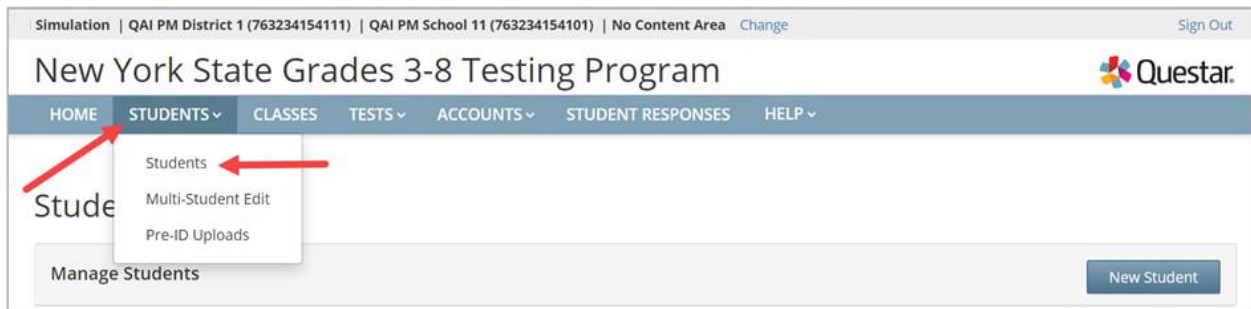 Simulation | QAI PM District 1 (763234154111) | QAI PM School 11 (763234154101) | No Content Area Change Sign Out
New York State Grades 3-8 Testing Program Questar.
HOME STUDENTS CLASSES TESTS ACCOUNTS STUDENT RESPONSES HELP
Students
Multi-Student Edit
Stude
Pre-ID Uploads
Manage Students New Student